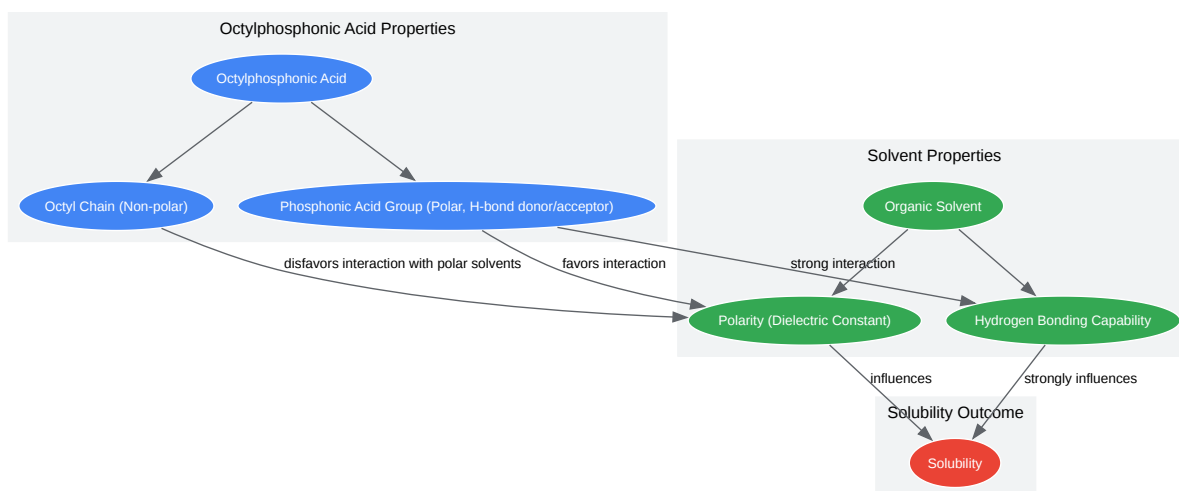 Octylphosphonic Acid Properties
Octylphosphonic Acid
Octyl Chain (Non-polar)
Phosphonic Acid Group (Polar, H-bond donor/acceptor)
Solvent Properties
Organic Solvent
disfavors interaction with polar solvents
favors interaction
strong interaction
Polarity (Dielectric Constant)
Hydrogen Bonding Capability
influences
strongly influences
Solubility Outcome
Solubility